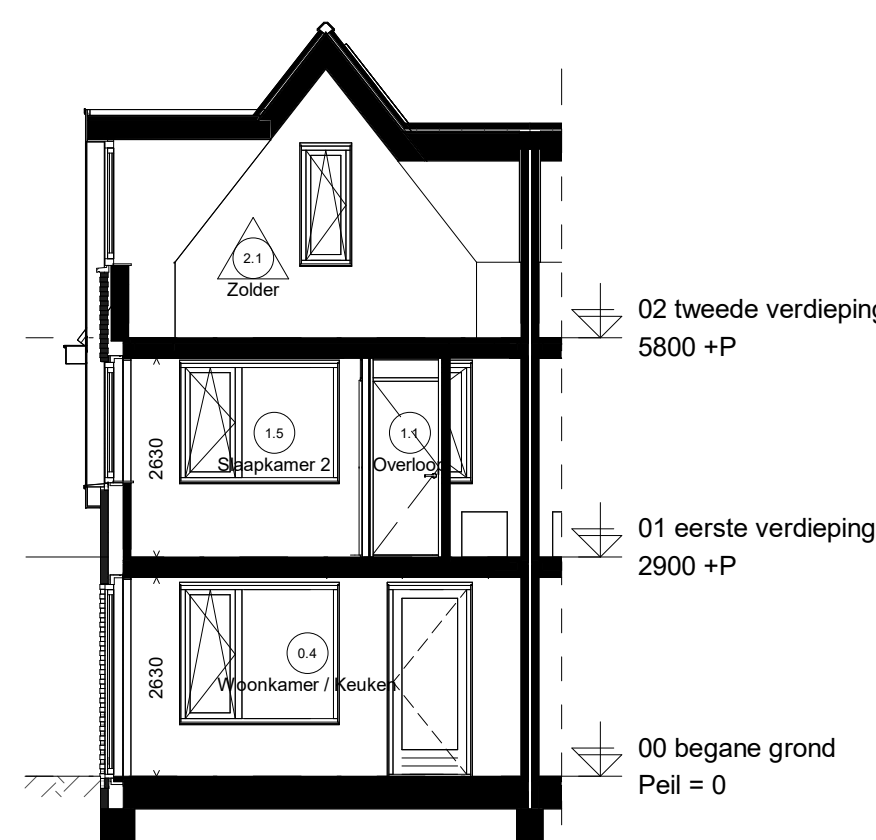 2.1
Zolder
02 tweede verdieping
5800 +P
2630
1.5
Slaapkamer 2
1.1
Overloop
01 eerste verdieping
2900 +P
2630
0.4
Woonkamer / Keuken
00 begane grond
Peil = 0